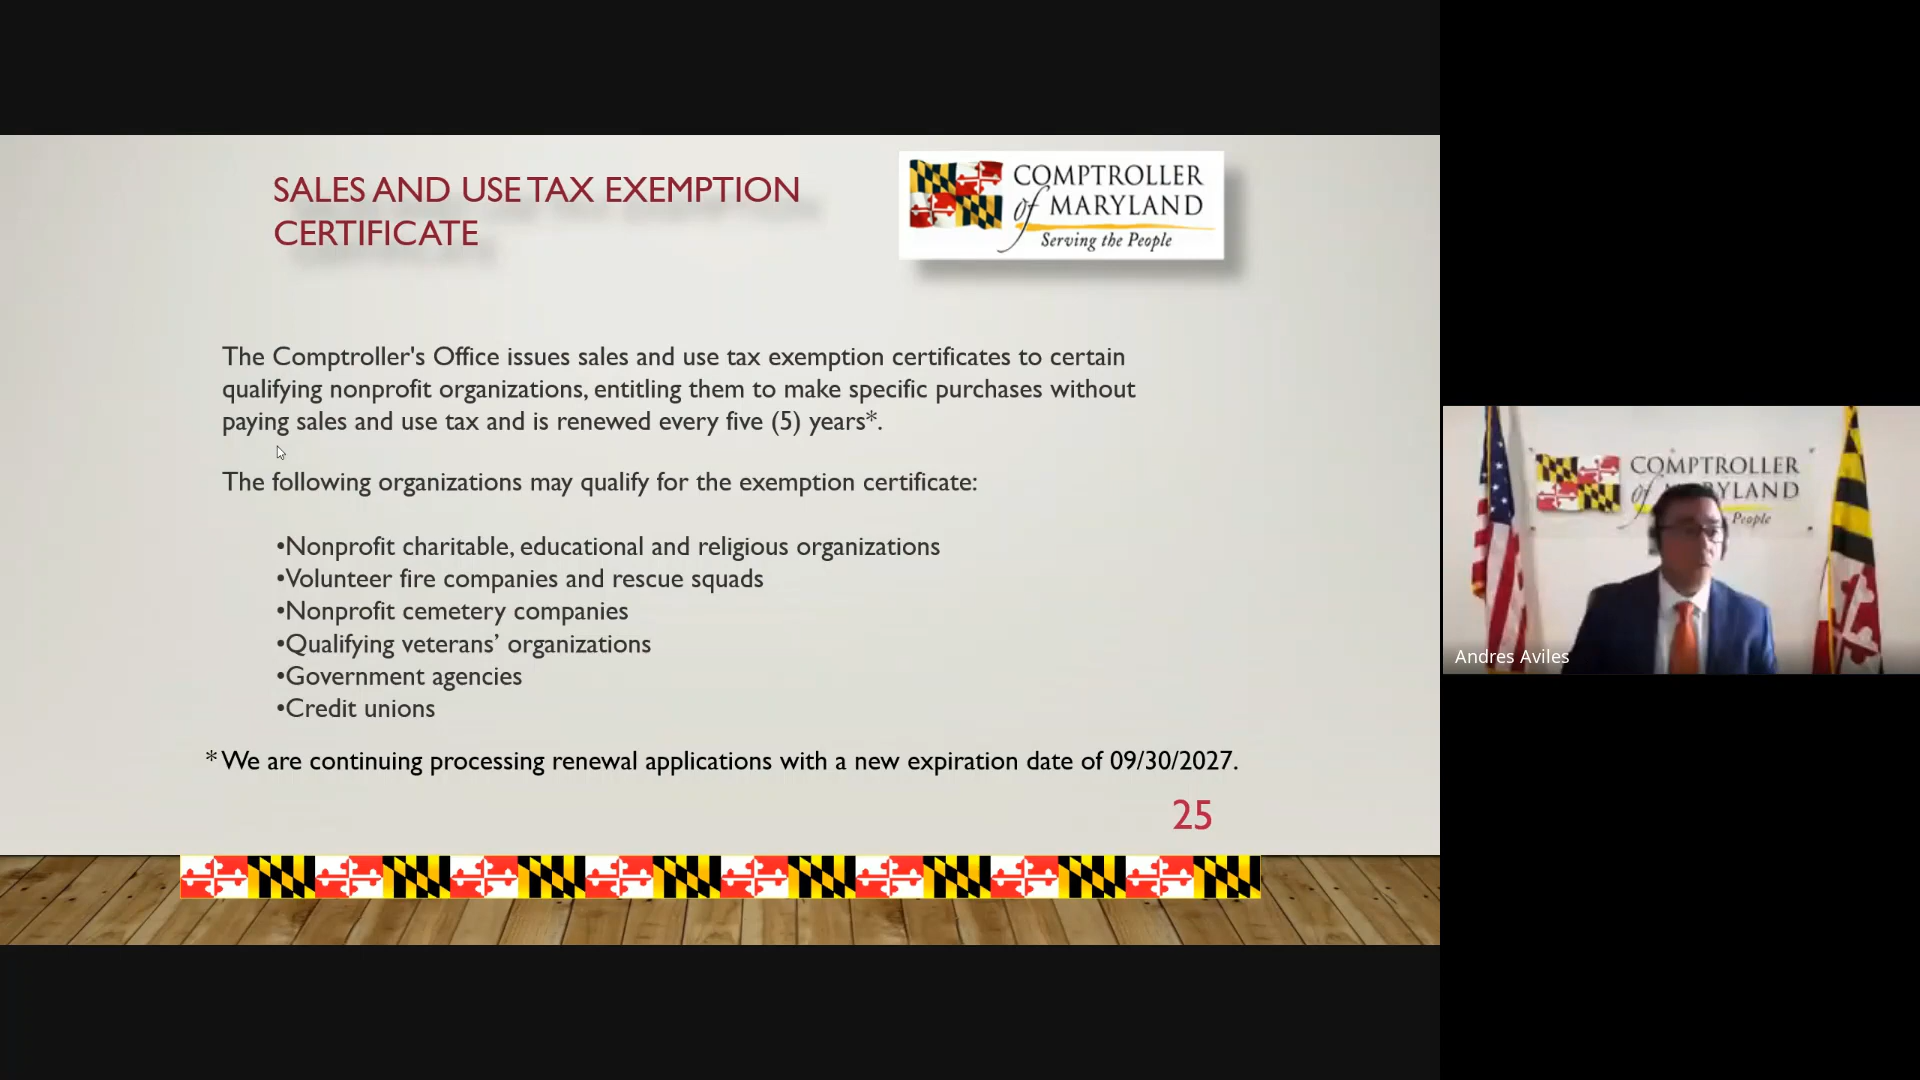 SALES AND USE TAX EXEMPTION
CERTIFICATE
COMPTROLLER
of MARYLAND
Serving the People
The Comptroller's Office issues sales and use tax exemption certificates to certain
qualifying nonprofit organizations, entitling them to make specific purchases without
paying sales and use tax and is renewed every five (5) years*.
The following organizations may qualify for the exemption certificate:
•Nonprofit charitable, educational and religious organizations
•Volunteer fire companies and rescue squads
•Nonprofit cemetery companies
•Qualifying veterans’ organizations
•Government agencies
•Credit unions
* We are continuing processing renewal applications with a new expiration date of 09/30/2027.
25
COMPTROLLER
of MARYLAND
People
Andres Aviles